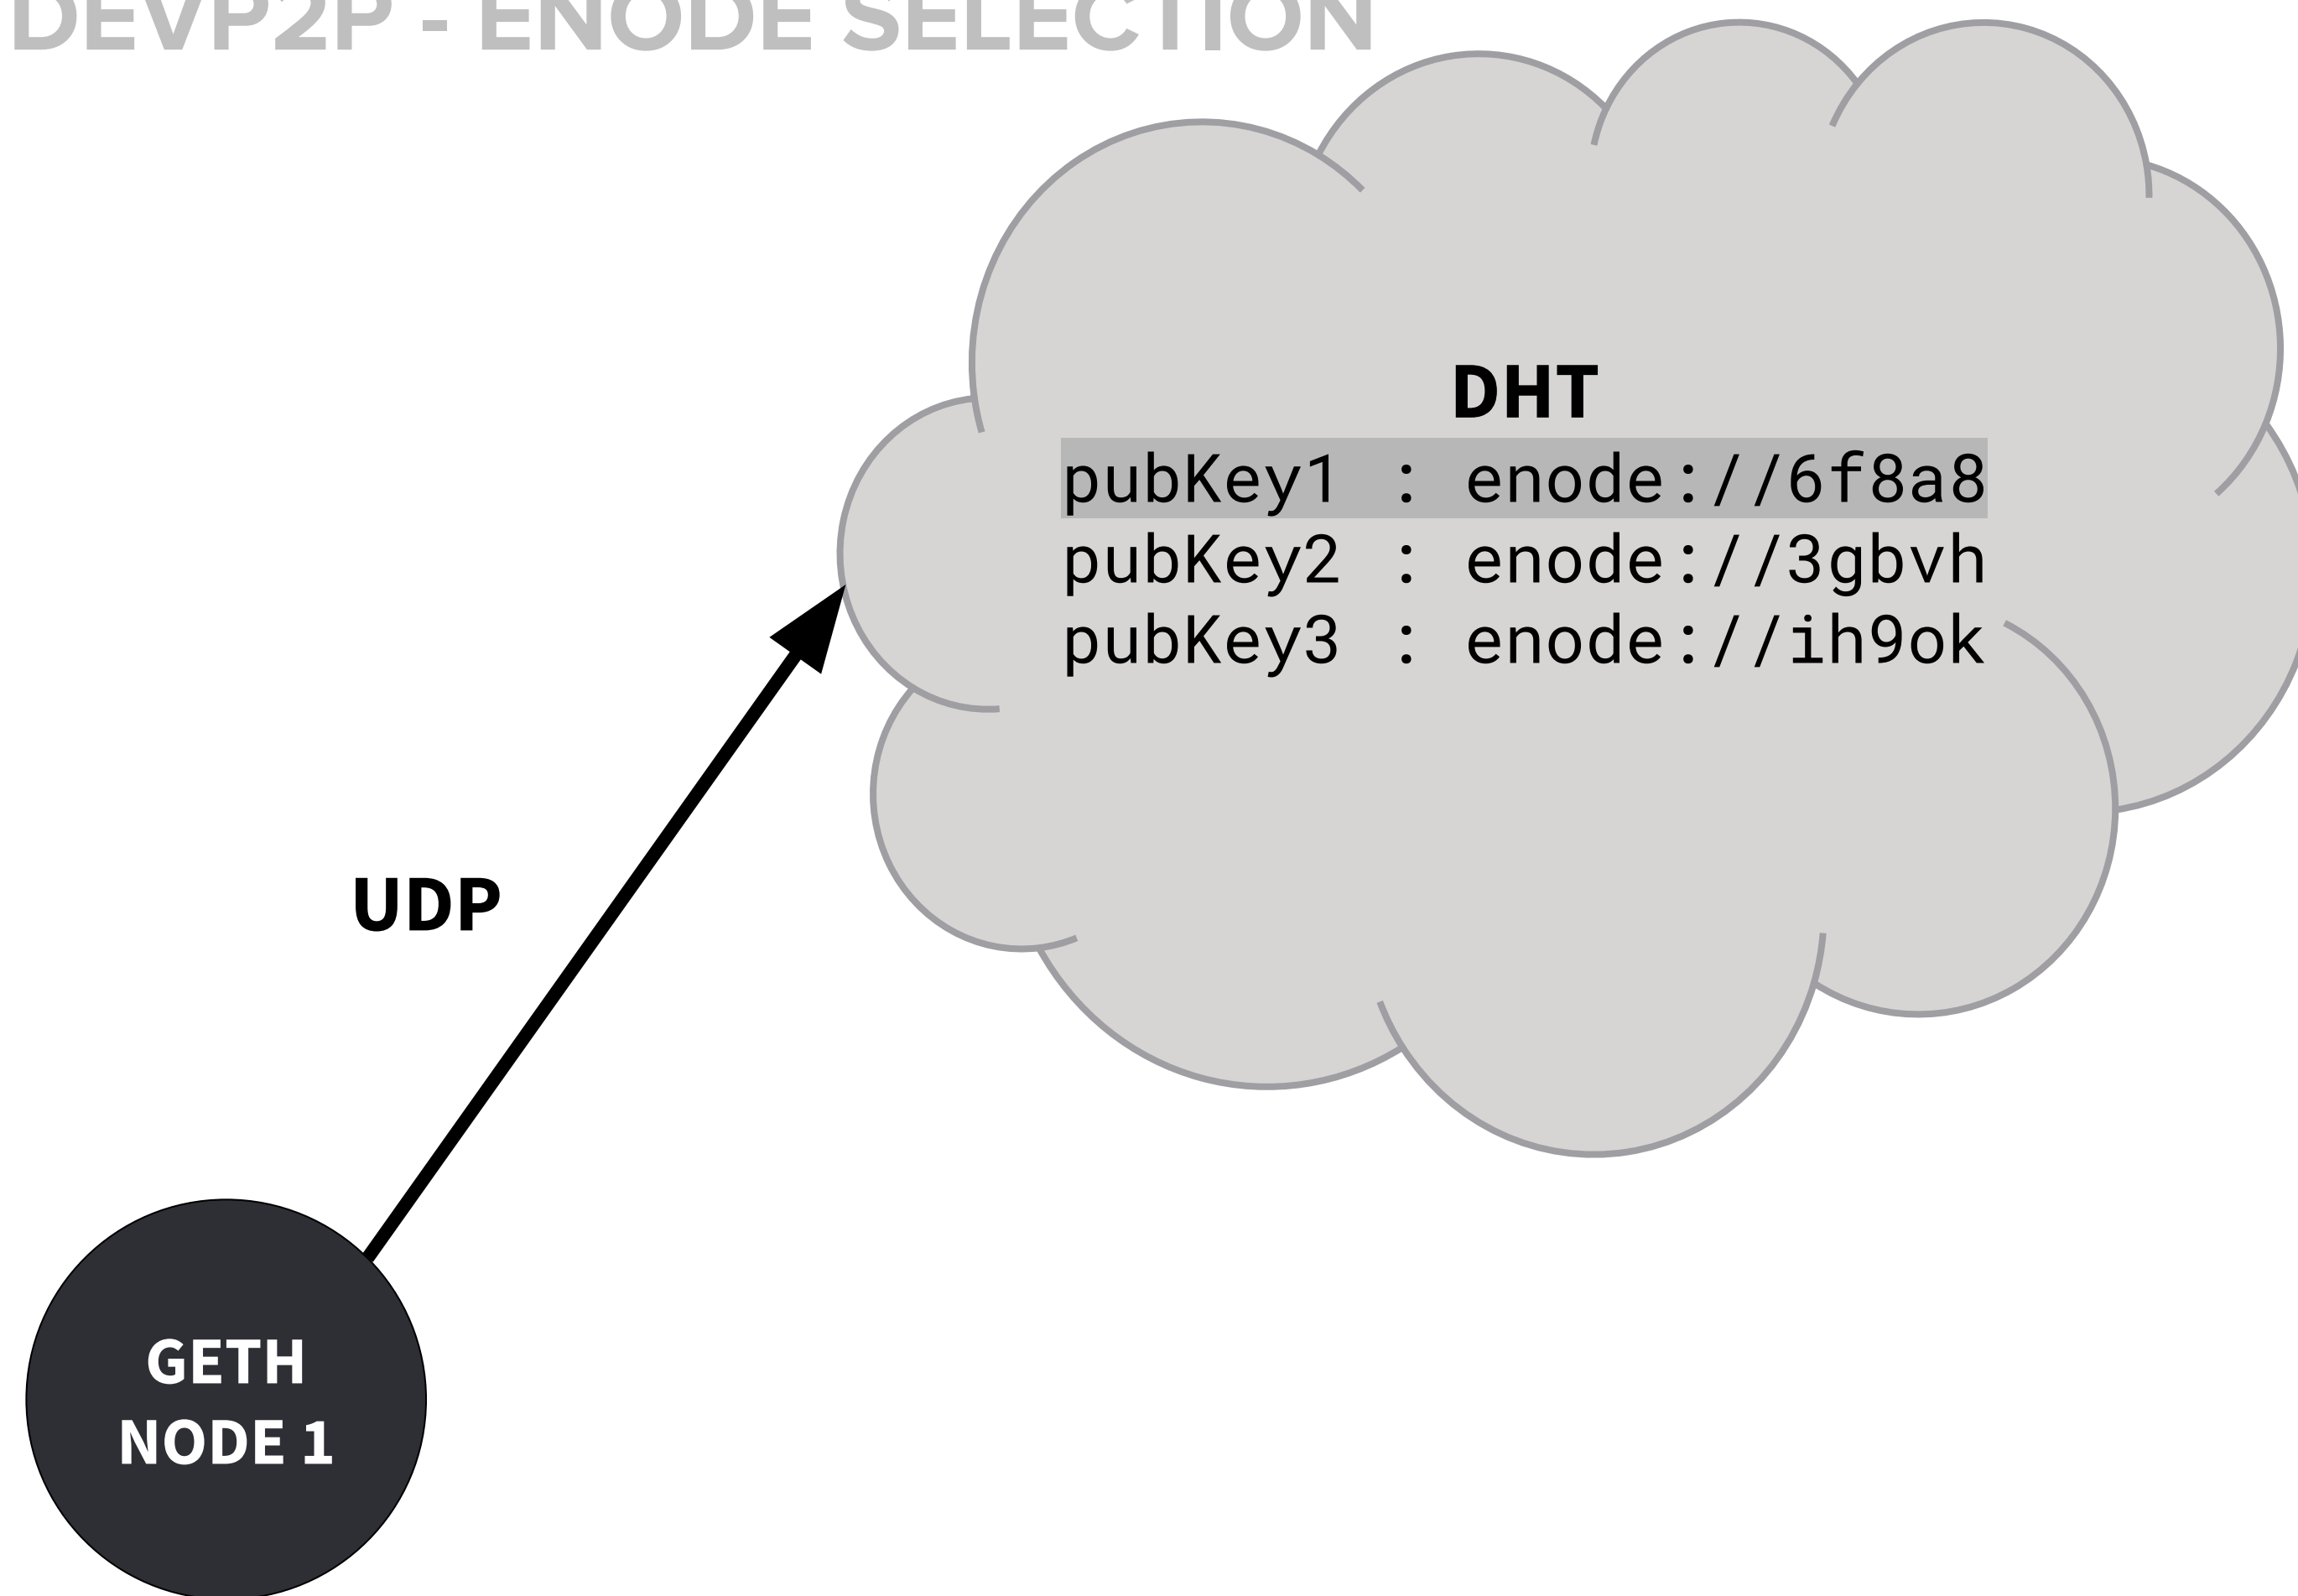 DEVP2P - ENODE SELECTION
DHT
pubkey1 : enode://6f8a8
pubkey2 : enode://3gbvh
pubKey3 : enode://ih9ok
UDP
GETH
NODE 1